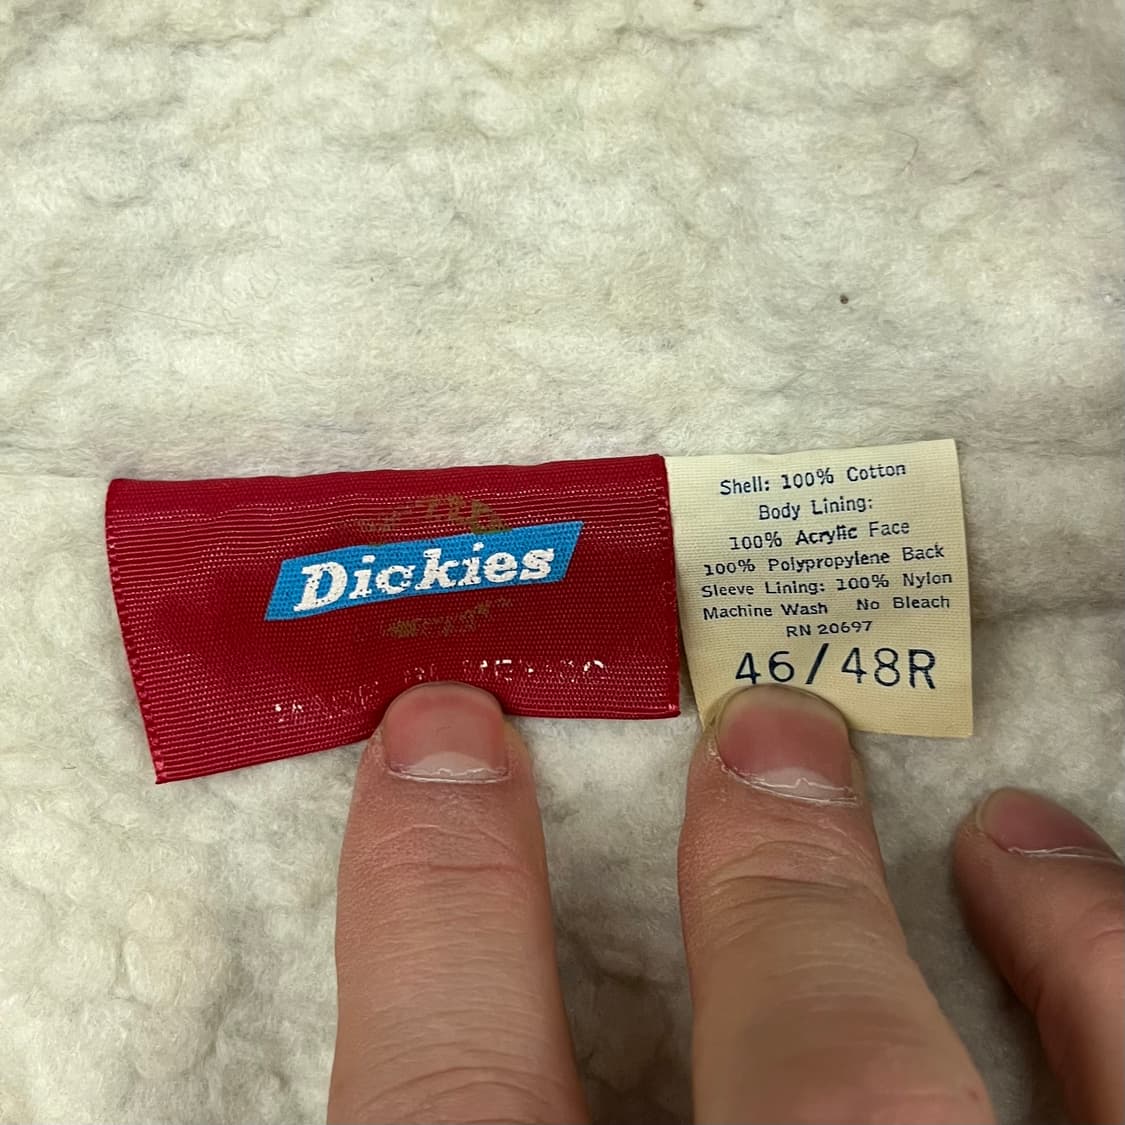 Dickies
Shell: 100% Cotton
Body Lining:
100% Acrylic Face
100% Polypropylene Back
Sleeve Lining: 100% Nylon
Machine Wash No Bleach
RN 20697
46/48R